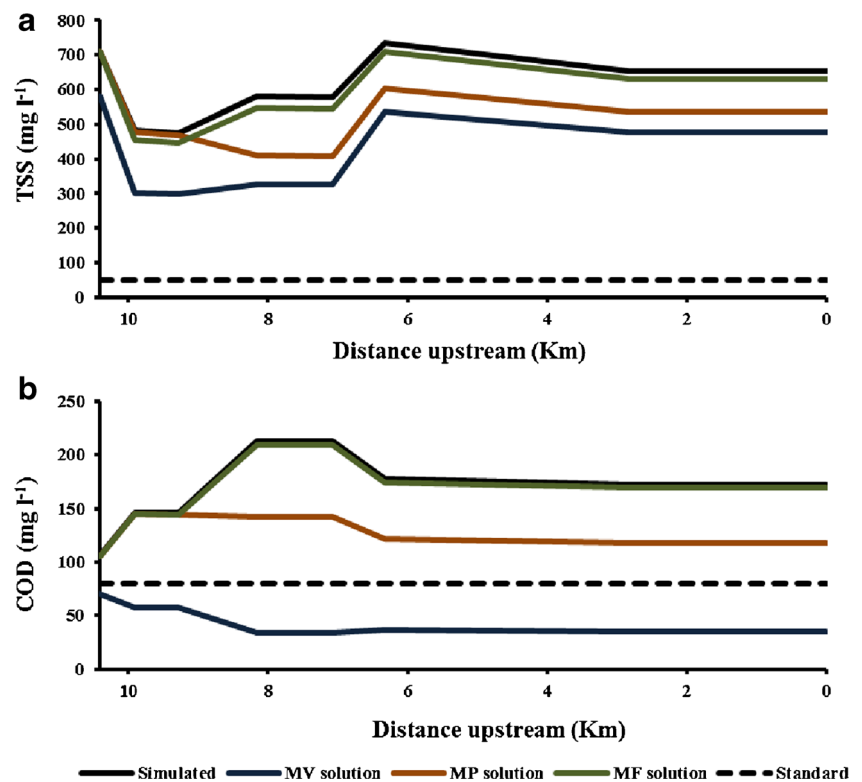 a
800
700
600
500
400
300
200
100
0
TSS (mg l-1)
10 8 6 4 2 0
Distance upstream (Km)
b
250
200
150
100
50
0
COD (mg l-1)
10 8 6 4 2 0
Distance upstream (Km)
Simulated MV solution MP solution MF solution Standard